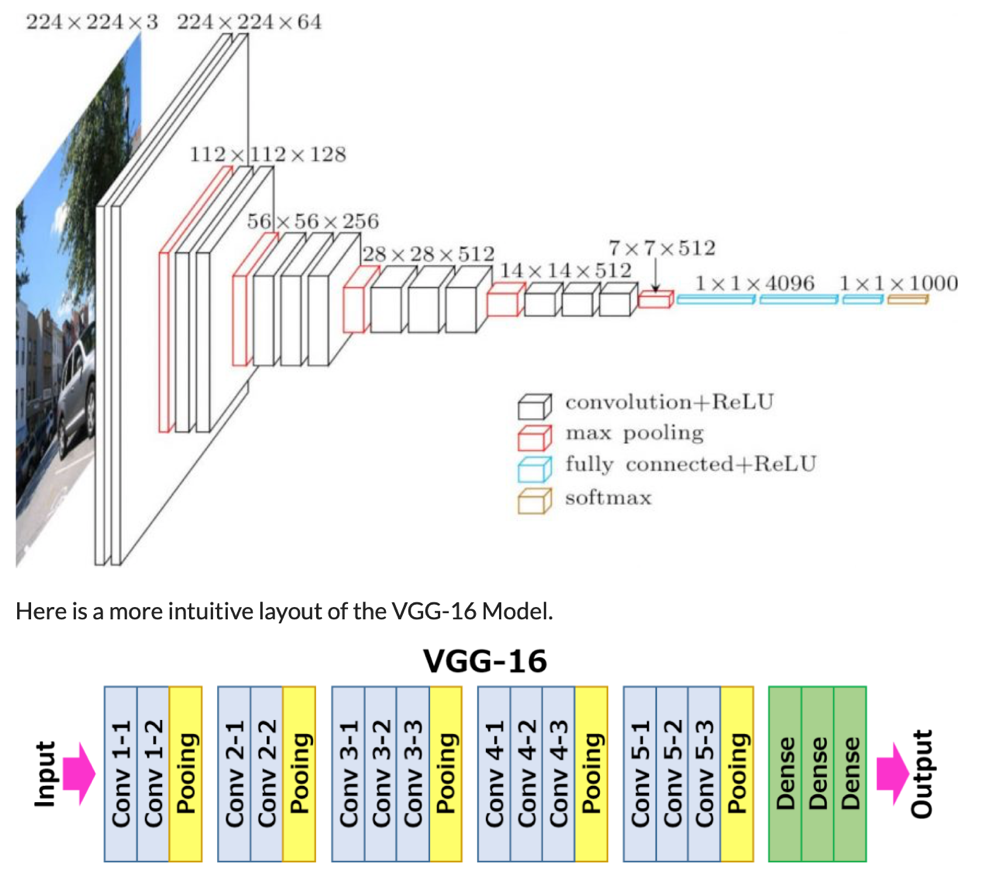 224×224×3 224×224×64
112×112×128
56×56×256
28×28×512
14×14×512
7×7×512
1×1×4096 1×1×1000
convolution+ReLU
max pooling
fully connected+ReLU
softmax
Here is a more intuitive layout of the VGG-16 Model.
VGG-16
Input
Conv 1-1
Conv 1-2
Pooing
Conv 2-1
Conv 2-2
Pooing
Conv 3-1
Conv 3-2
Conv 3-3
Pooing
Conv 4-1
Conv 4-2
Conv 4-3
Pooing
Conv 5-1
Conv 5-2
Conv 5-3
Pooing
Dense
Dense
Dense
Output